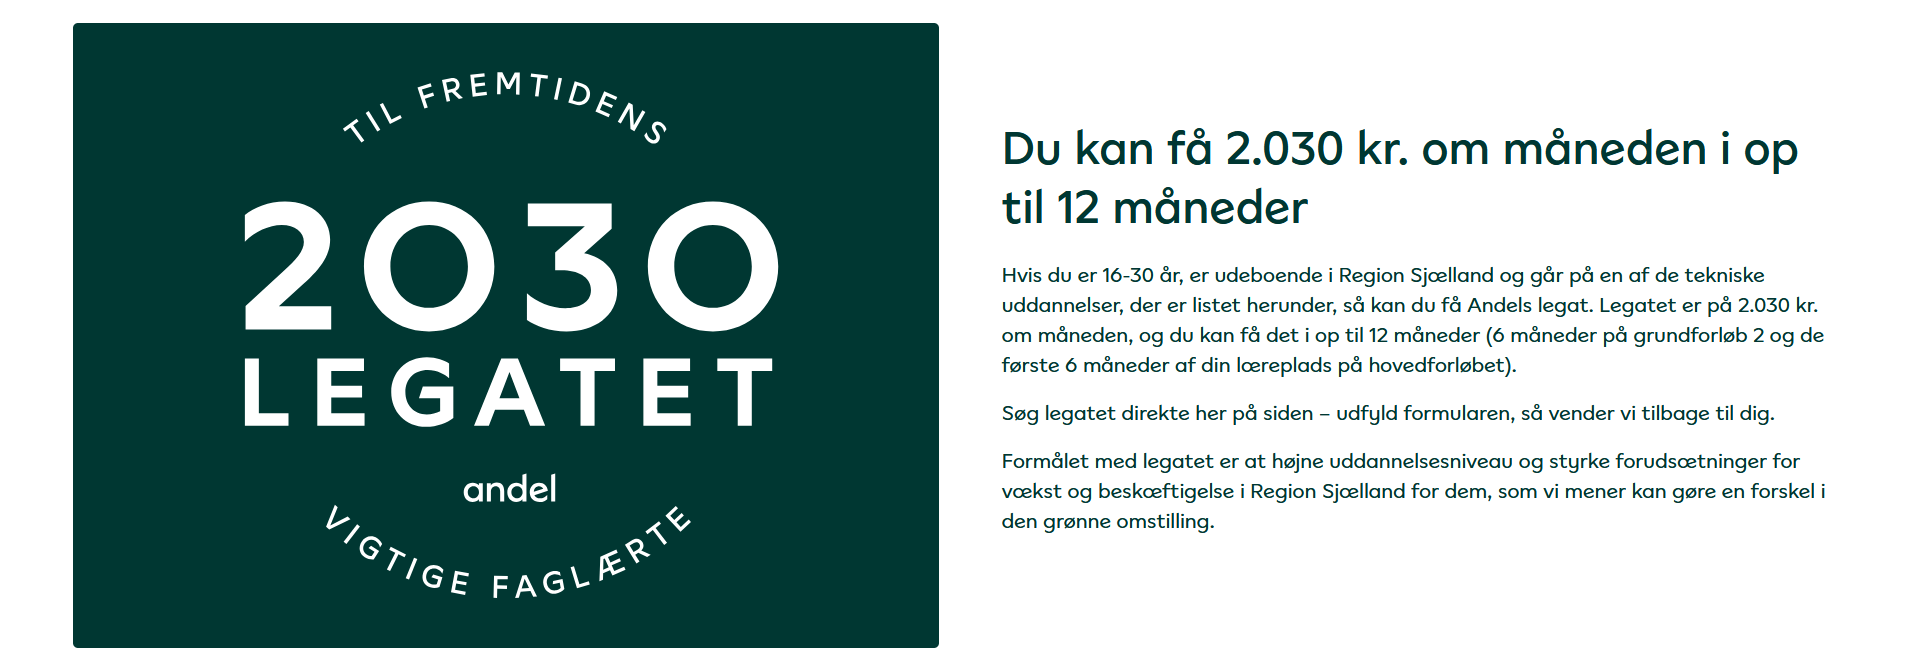 TIL FREMTIDENS
2030
LEGATET
andel
VIGTIGE FAGLÆRTE
Du kan få 2.030 kr. om måneden i op
til 12 måneder
Hvis du er 16-30 år, er udeboende i Region Sjælland og går på en af de tekniske
uddannelser, der er listet herunder, så kan du få Andels legat. Legatet er på 2.030 kr.
om måneden, og du kan få det i op til 12 måneder (6 måneder på grundforløb 2 og de
første 6 måneder af din læreplads på hovedforløbet).
Søg legatet direkte her på siden – udfyld formularen, så vender vi tilbage til dig.
Formålet med legatet er at højne uddannelsesniveau og styrke forudsætninger for
vækst og beskæftigelse i Region Sjælland for dem, som vi mener kan gøre en forskel i
den grønne omstilling.